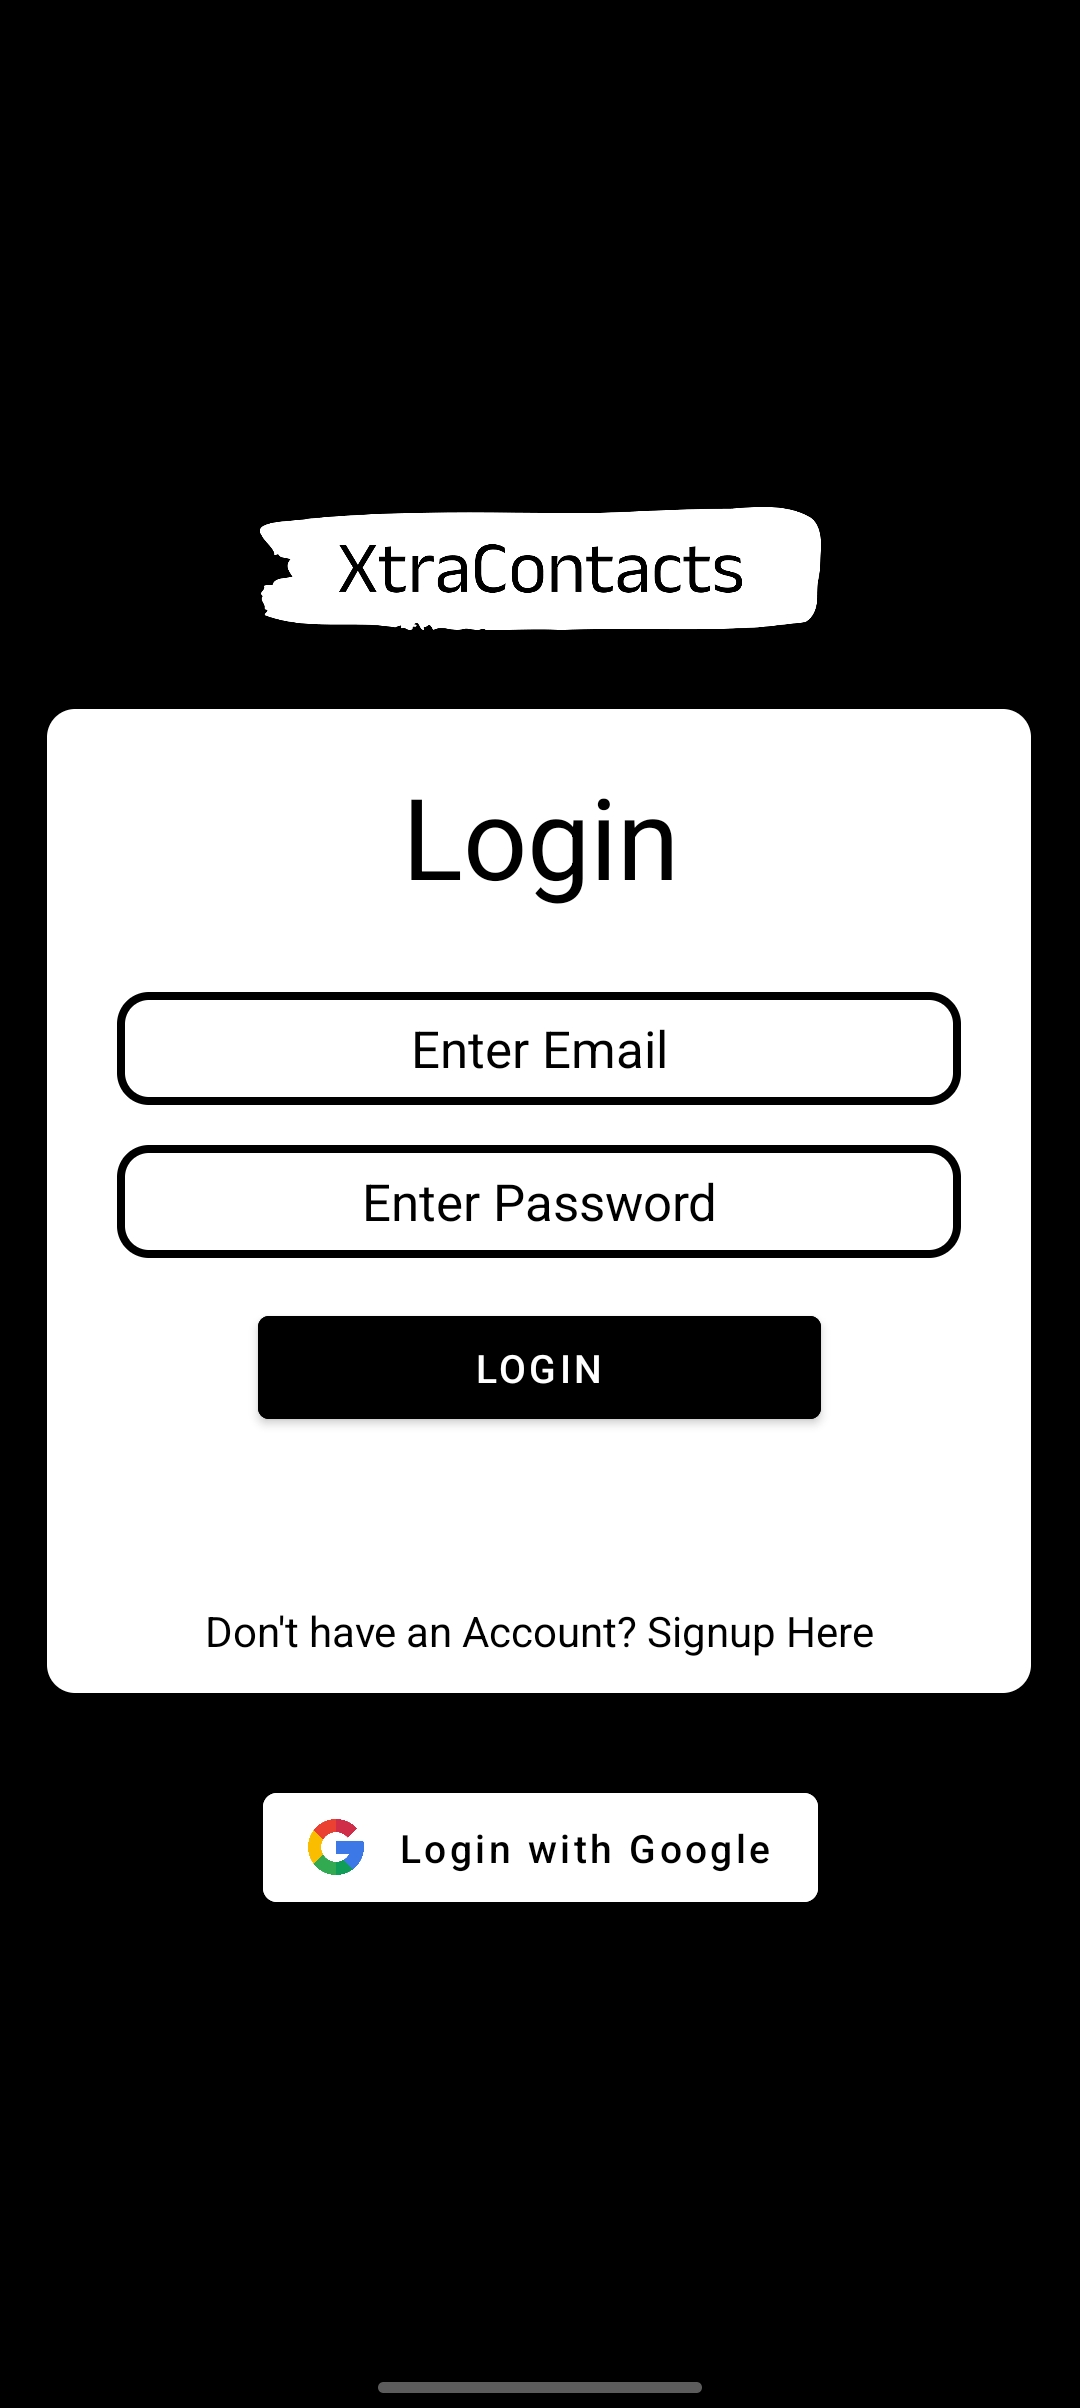 XtraContacts
Login
Enter Email
Enter Password
LOGIN
Don't have an Account? Signup Here
Login with Google